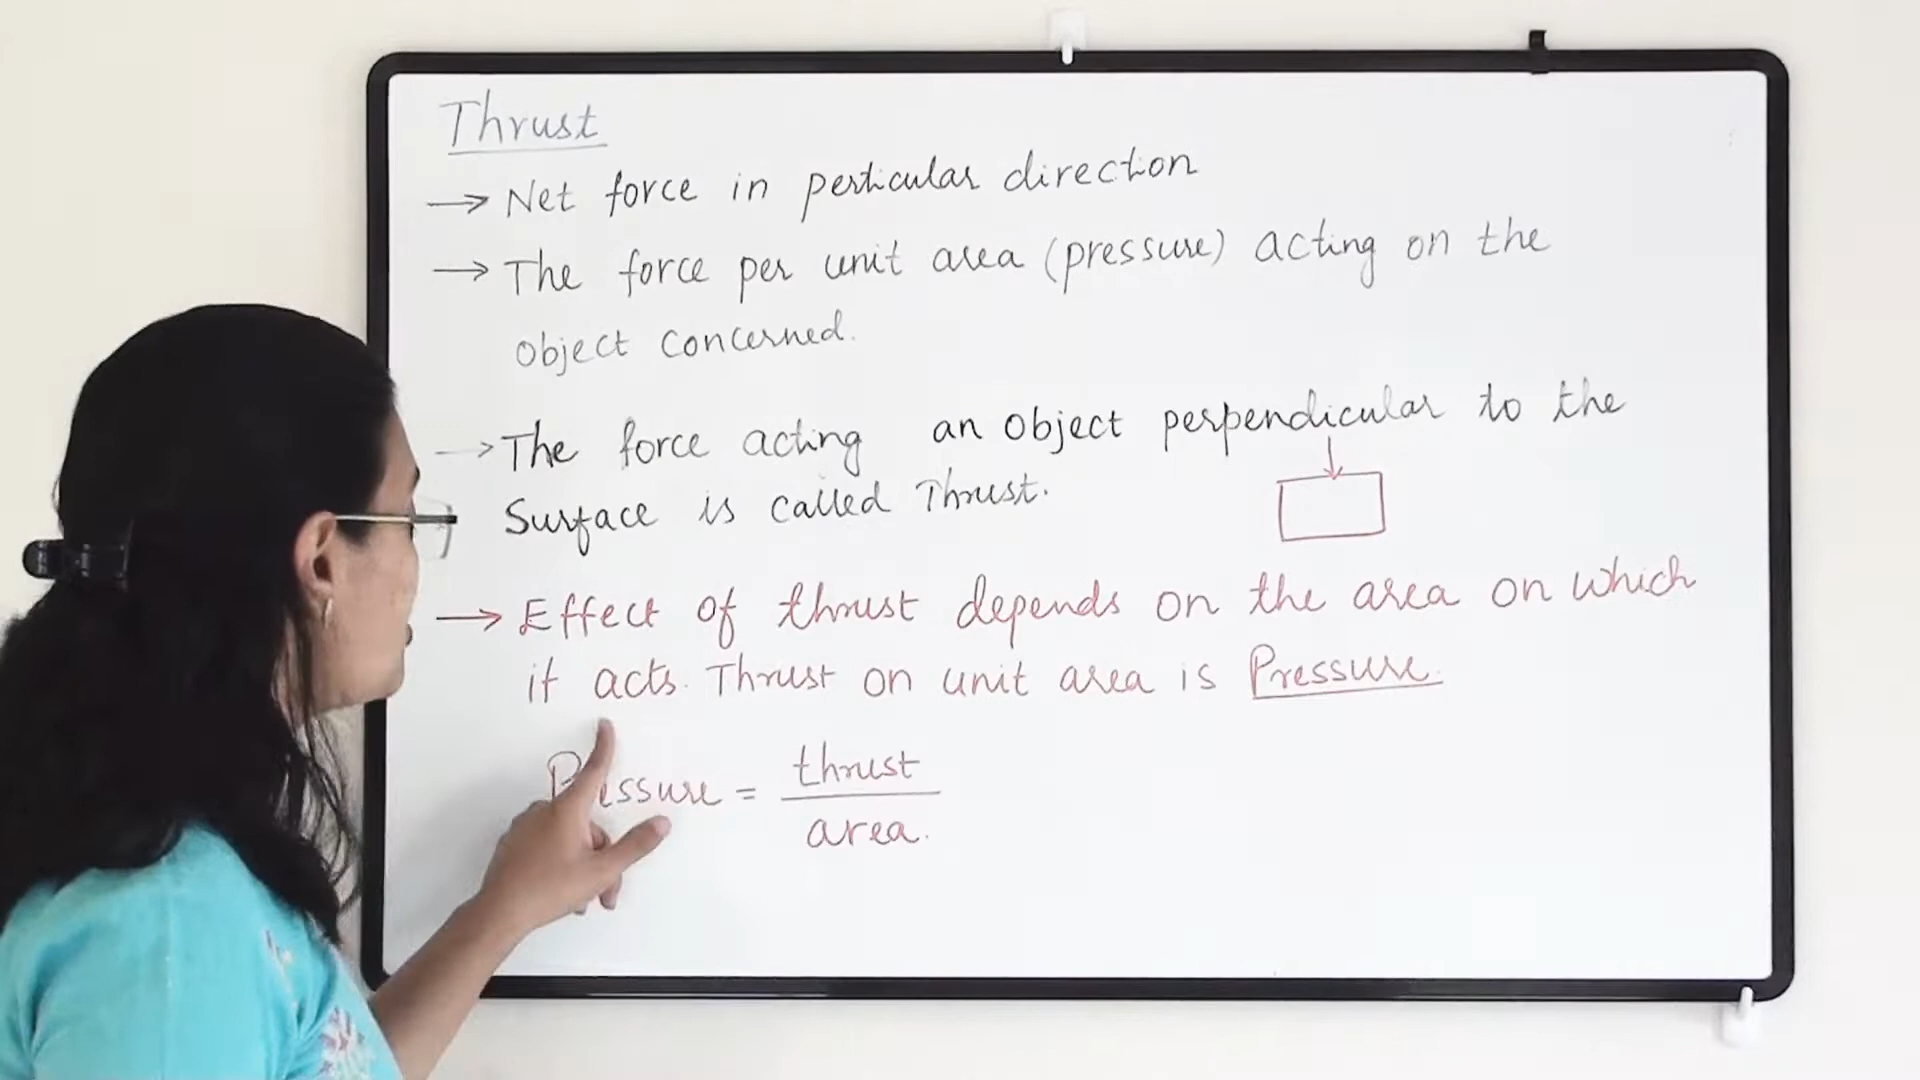 Thrust
→ Net force in perticular direction
→ The force per unit area (pressure) acting on the
object concerned.
→ The force acting an object perpendicular to the
Surface is called Thrust.
→ Effect of thrust depends on the area on which
it acts. Thrust on unit area is Pressure.
Pressure = thrust
area.